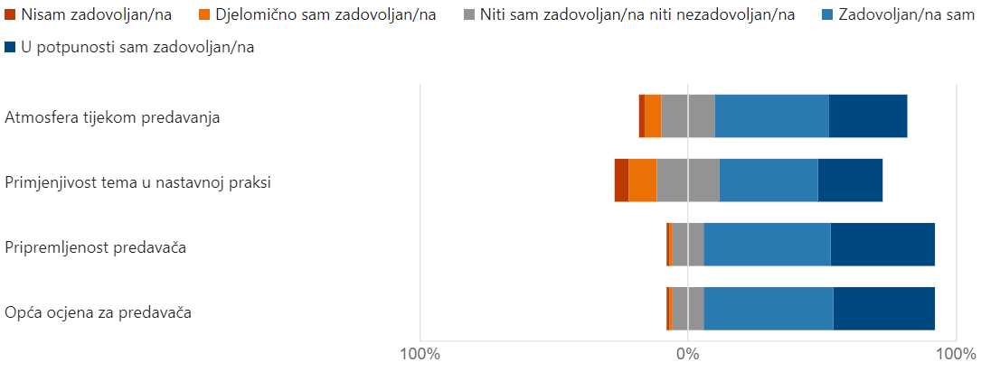 Nisam zadovoljan/na Djelomično sam zadovoljan/na Niti sam zadovoljan/na niti nezadovoljan/na Zadovoljan/na sam
U potpunosti sam zadovoljan/na
Atmosfera tijekom predavanja
Primjenjivost tema u nastavnoj praksi
Pripremljenost predavača
Opća ocjena za predavača
100% 0% 100%